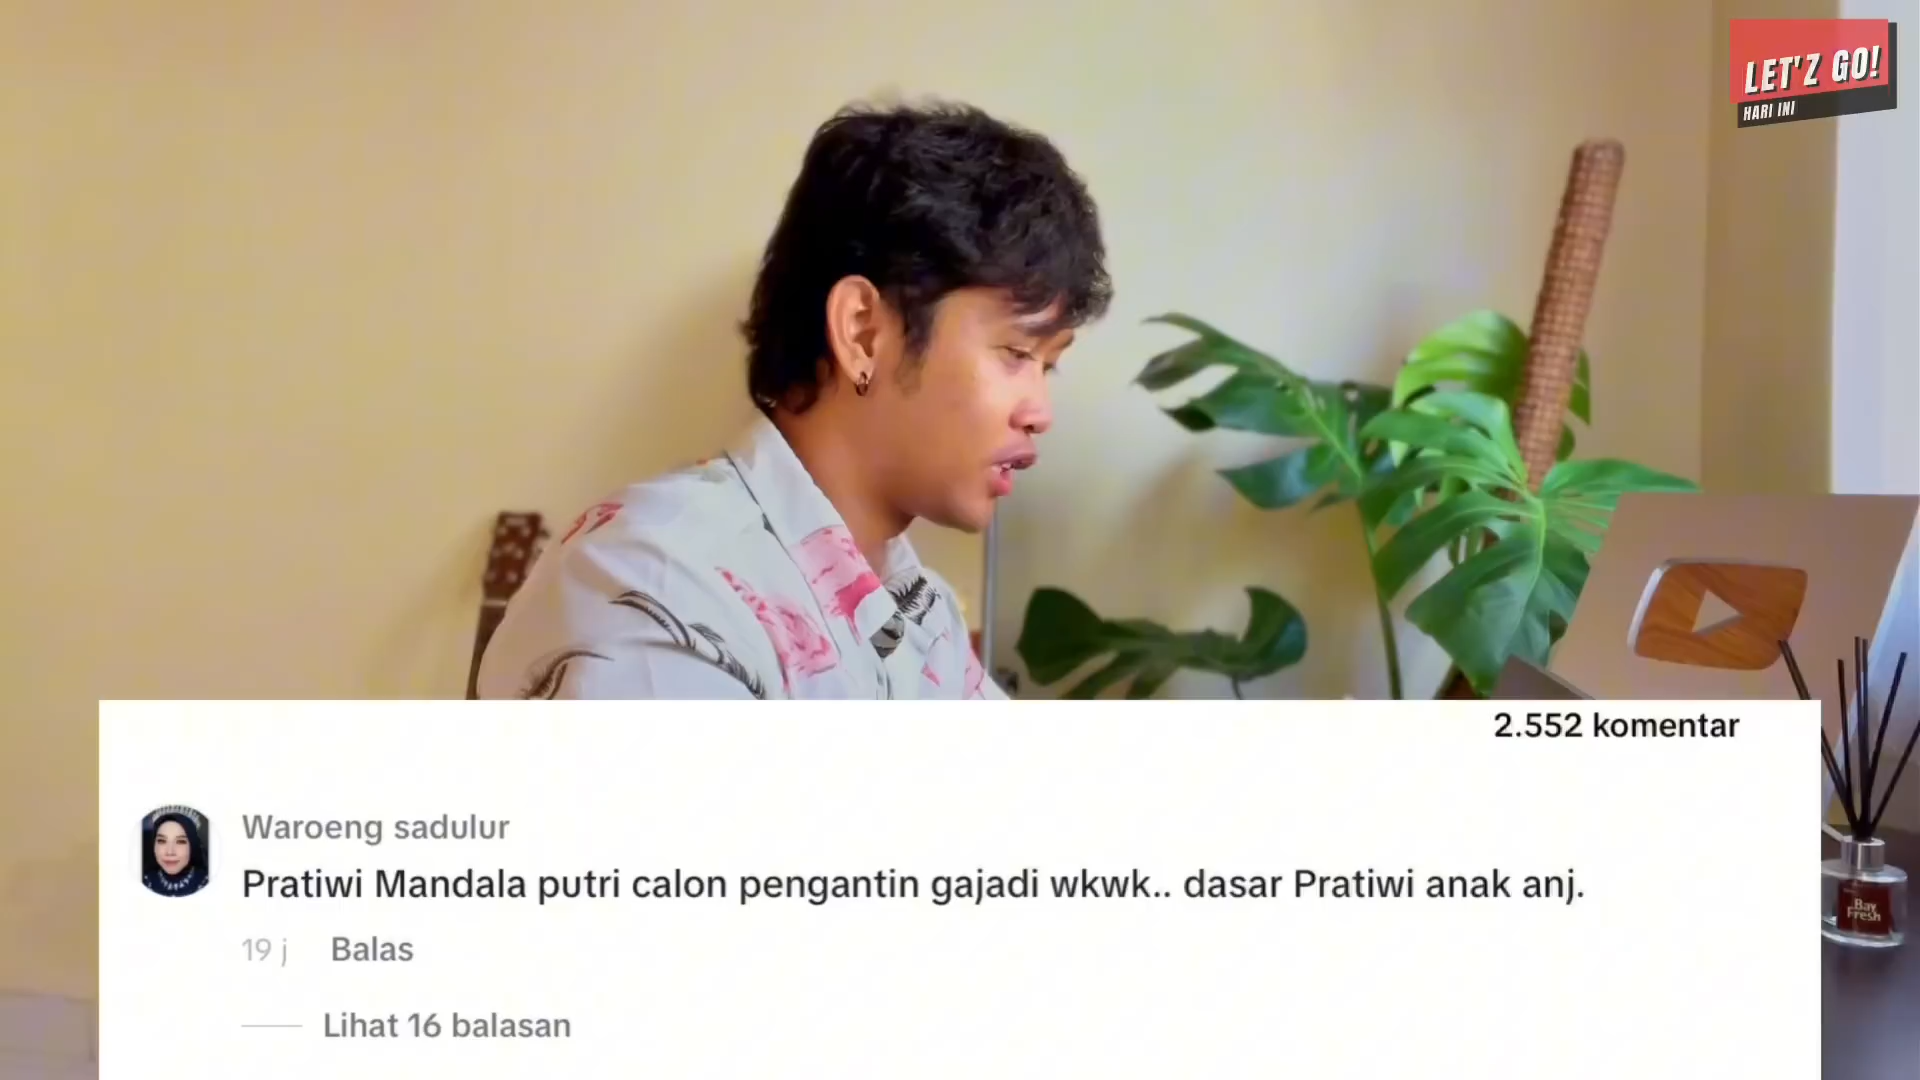 LET'Z GO!
HARI INI
2.552 komentar
Waroeng sadulur
Pratiwi Mandala putri calon pengantin gajadi wkwk.. dasar Pratiwi anak anj.
19 j Balas
Lihat 16 balasan
Bay
Fresh